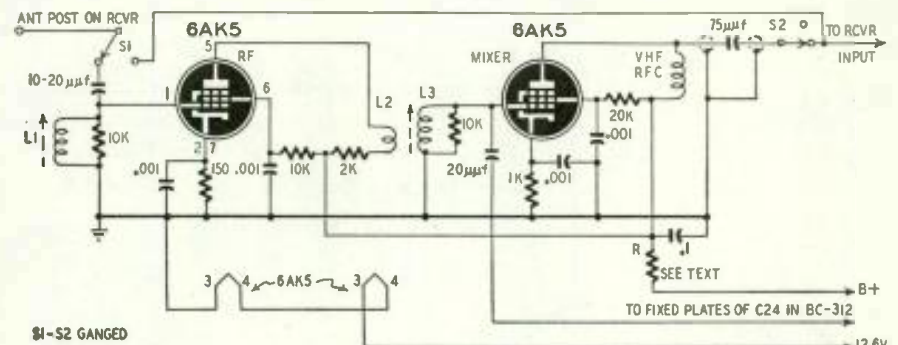 ANT POST ON RCVR
S1
6AK5
5
RF
10-20μμf
1
6
L1
10K
2
7
.001
150
.001
10K
2K
L2
L3
10K
20μμf
6AK5
MIXER
VHF
RFC
75μμf
S2
TO RCVR
INPUT
20K
.001
1K
.001
R
.1
SEE TEXT
B+
3
4
6AK5
3
4
TO FIXED PLATES OF C24 IN BC-312
12.6V
S1-S2 GANGED